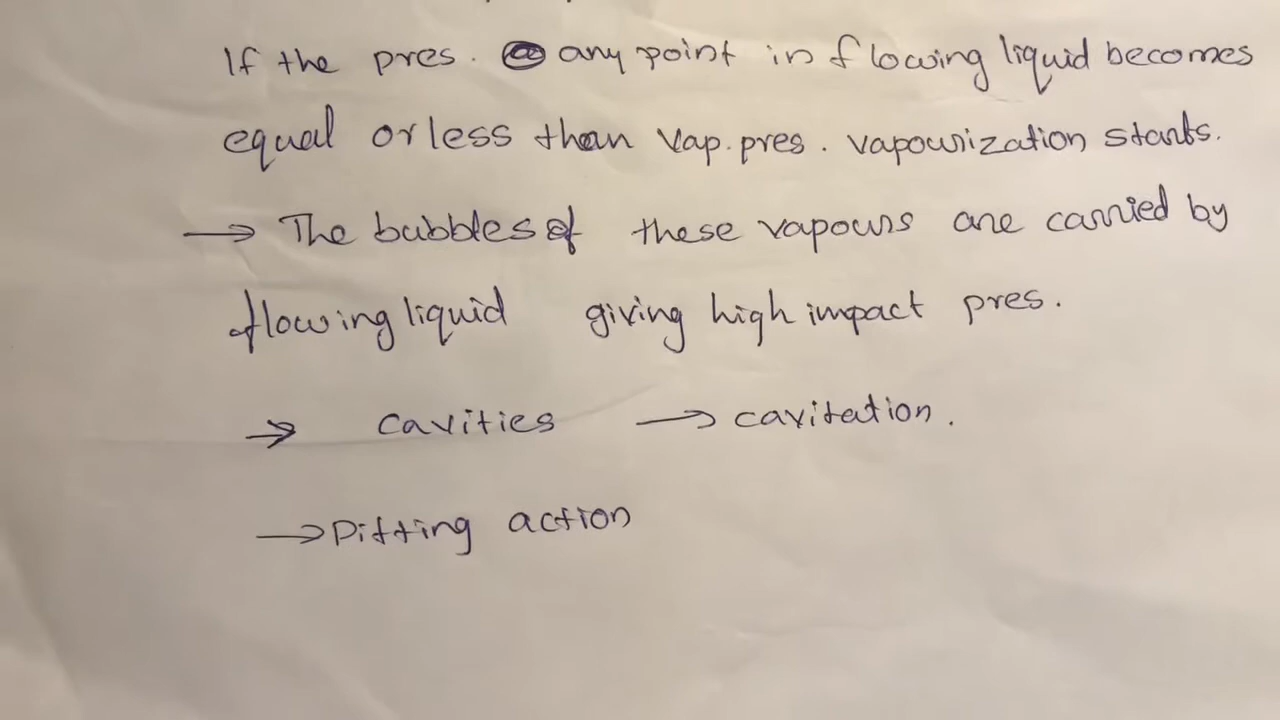 If the pres. @ any point in flowing liquid becomes
equal or less than vap. pres. vapourization starts.
→ The bubbles of these vapours are carried by
flowing liquid giving high impact pres.
→ cavities → cavitation.
→ Pitting action